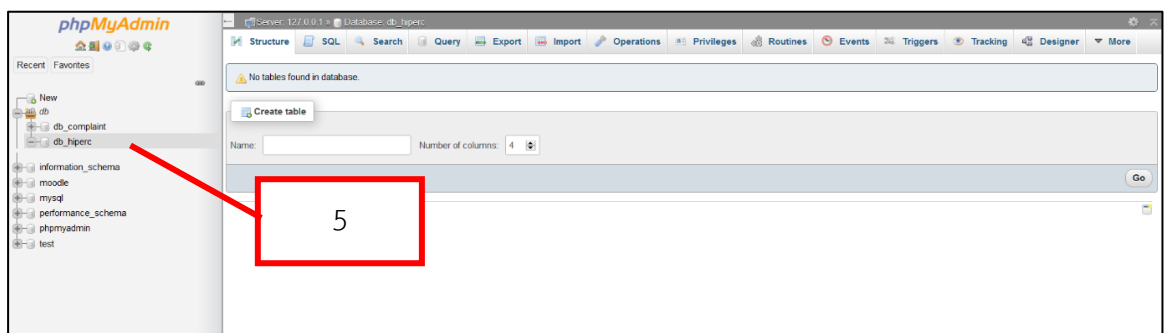 phpMyAdmin
Recent Favorites
New
db
db_complaint
db_hiperc
information_schema
moodle
mysql
performance_schema
phpmyadmin
test
Server: 127.0.0.1 » Database: db_hiperc
Structure SQL Search Query Export Import Operations Privileges Routines Events Triggers Tracking Designer More
No tables found in database.
Create table
Name: Number of columns: 4
Go
5